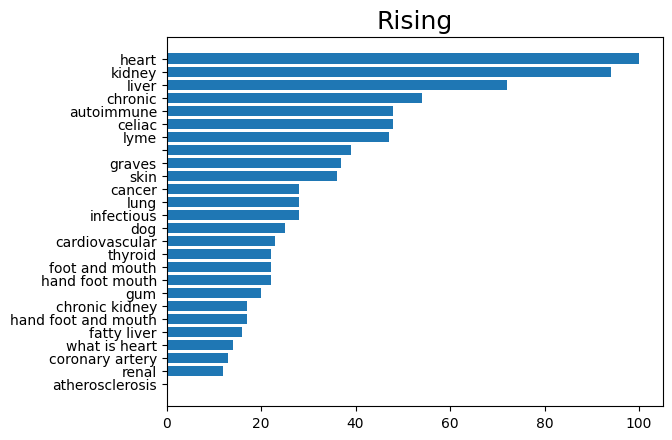 Rising
heart
kidney
liver
chronic
autoimmune
celiac
lyme
graves
skin
cancer
lung
infectious
dog
cardiovascular
thyroid
foot and mouth
hand foot mouth
gum
chronic kidney
hand foot and mouth
fatty liver
what is heart
coronary artery
renal
atherosclerosis
0 20 40 60 80 100